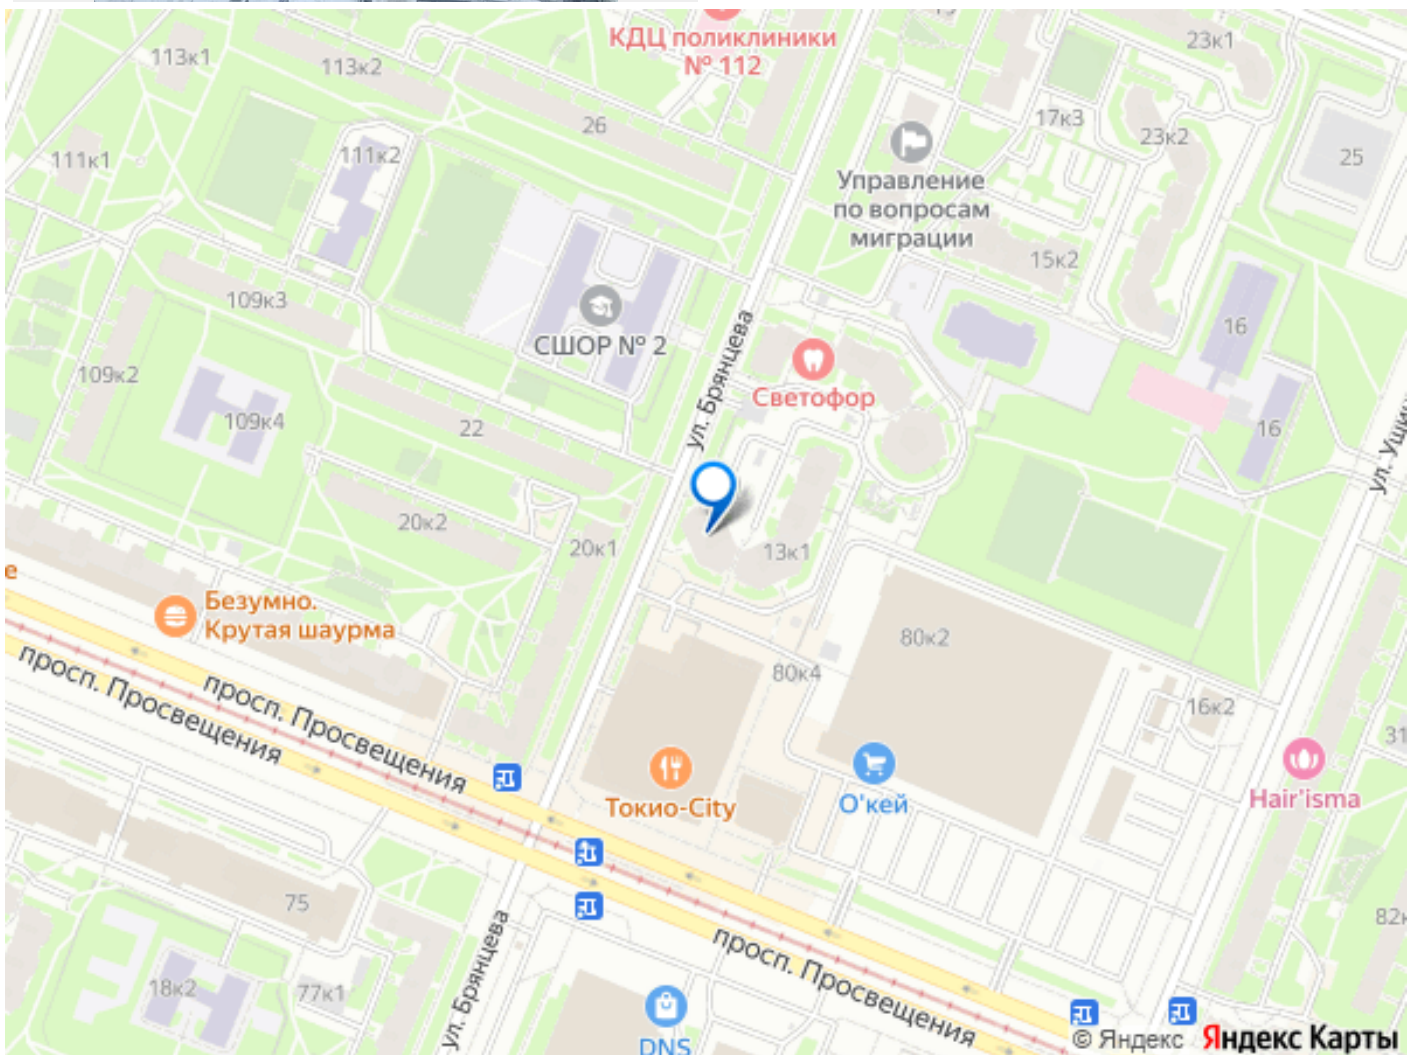 КДЦ поликлиники
№ 112
23к1
113к1
113к2
26
17к3
23к2
25
111к1
111к2
Управление
по вопросам
миграции
15к2
109к3
СШОР № 2
ул. Брянцева
16
109к2
Светофор
109к4
22
16
20к2
20к1
13к1
е
Безумно.
Крутая шаурма
80к2
80к4
просп. Просвещения
просп. Просвещения
16к2
31
Токио-City
О'кей
Hair'isma
75
82к
ул. Брянцева
просп. Просвещения
18к2
77к1
DNS
© Яндекс Яндекс Карты